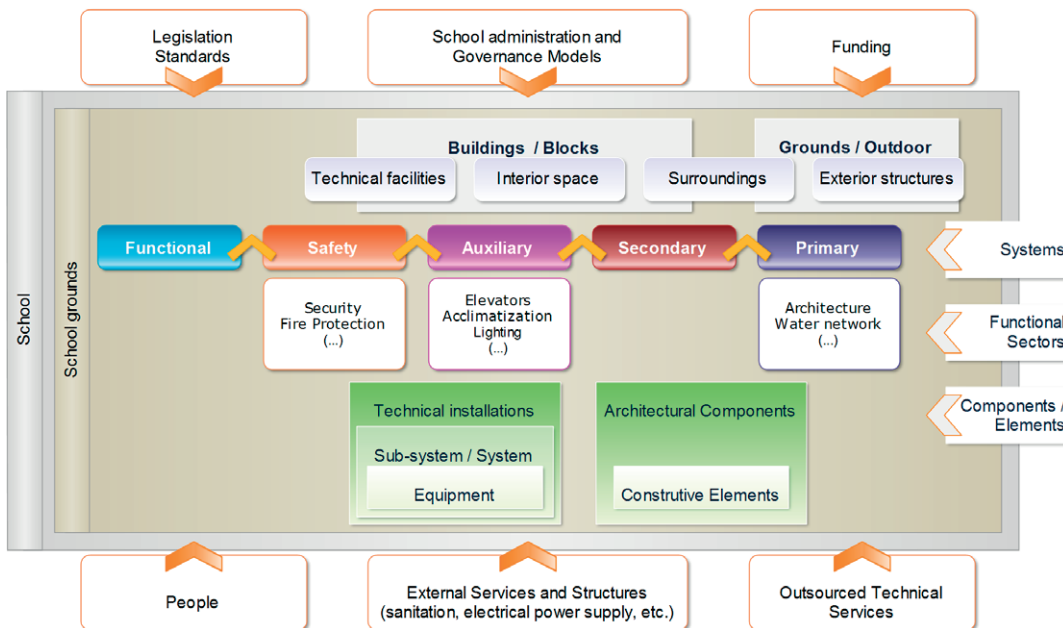 Legislation
Standards
School administration and
Governance Models
Funding
School
School grounds
Buildings / Blocks
Grounds / Outdoor
Technical facilities
Interior space
Surroundings
Exterior structures
Functional
Safety
Auxiliary
Secondary
Primary
Systems
Security
Fire Protection
(...)
Elevators
Acclimatization
Lighting
(...)
Architecture
Water network
(...)
Functional
Sectors
Technical installations
Sub-system / System
Equipment
Architectural Components
Construtive Elements
Components /
Elements
People
External Services and Structures
(sanitation, electrical power supply, etc.)
Outsourced Technical
Services